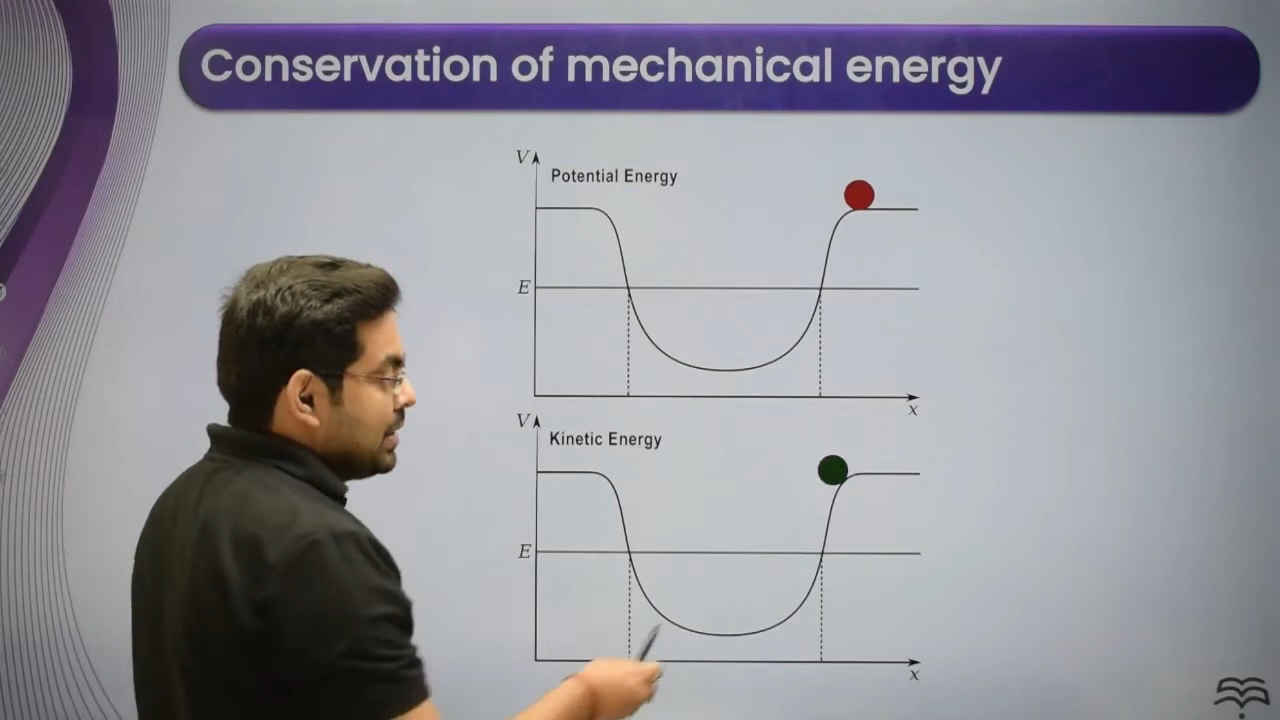 Conservation of mechanical energy
V
Potential Energy
E
x
V
Kinetic Energy
E
x